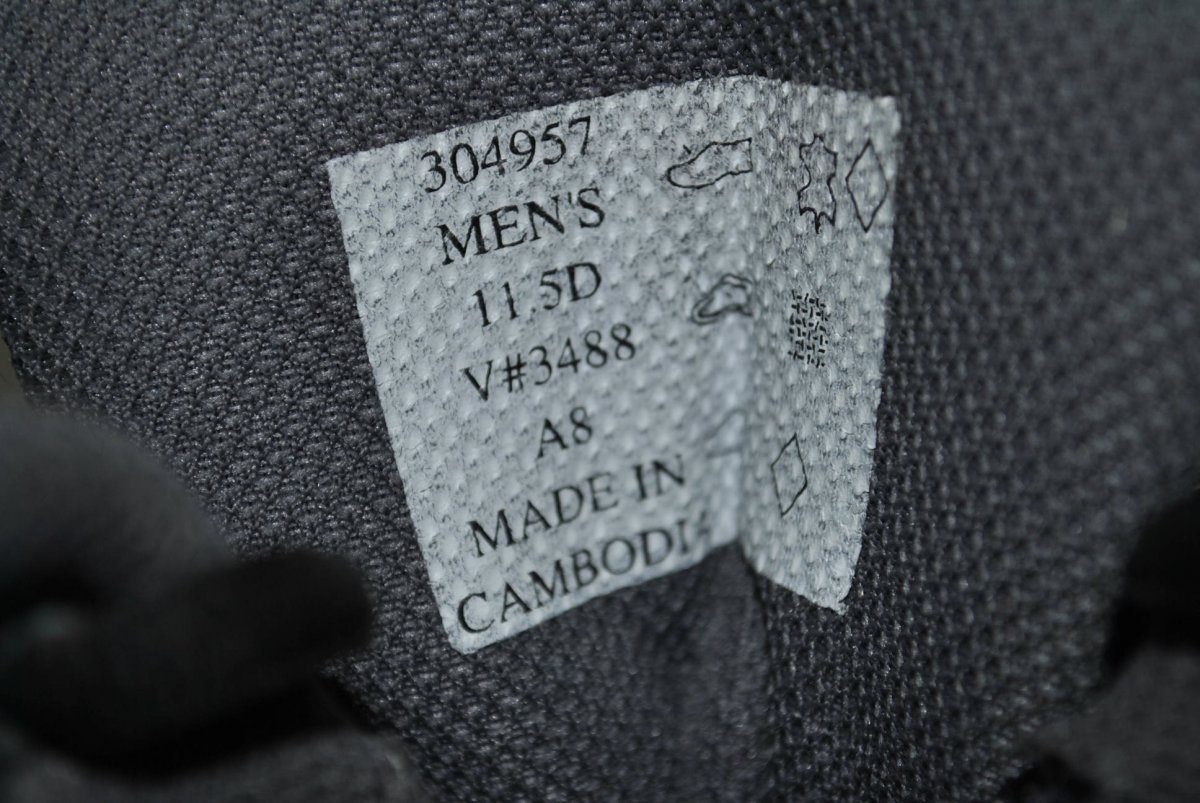 304957
MEN'S
11.5D
V#3488
A8
MADE IN
CAMBODI